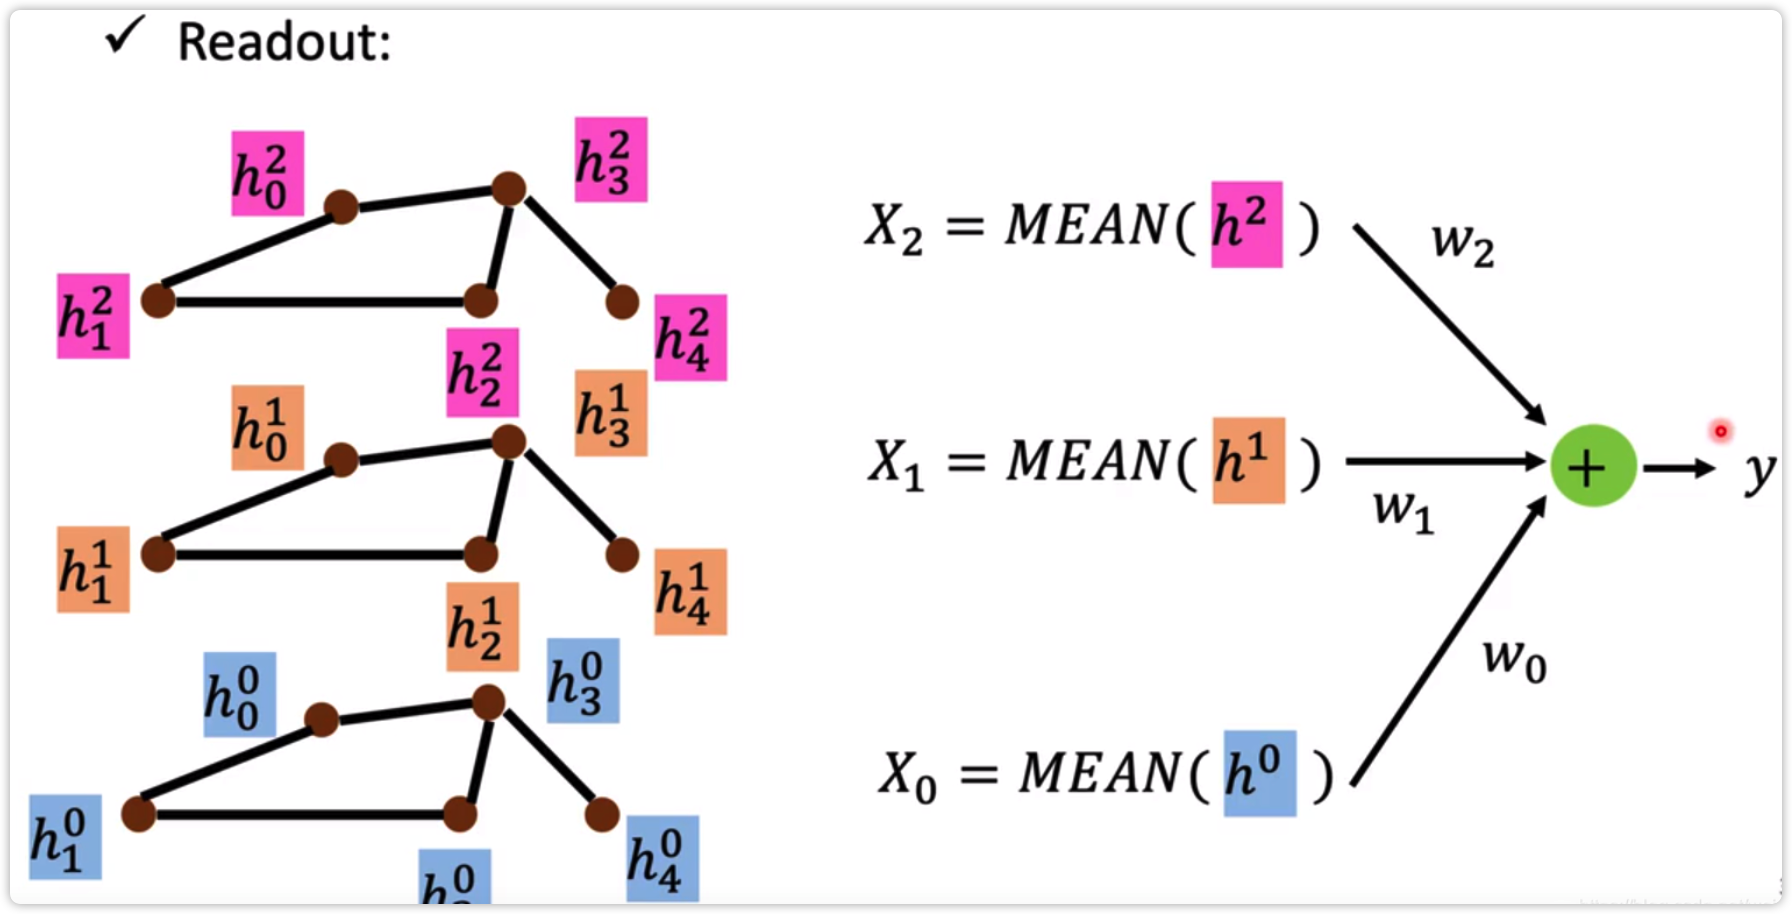 ✓ Readout:
h_0^2
h_3^2
X_2 = MEAN( h^2 )
w_2
h_1^2
h_4^2
h_2^2
h_0^1
h_3^1
X_1 = MEAN( h^1 )
+
y
w_1
h_1^1
h_4^1
h_2^1
h_0^0
h_3^0
w_0
X_0 = MEAN( h^0 )
h_1^0
h_4^0